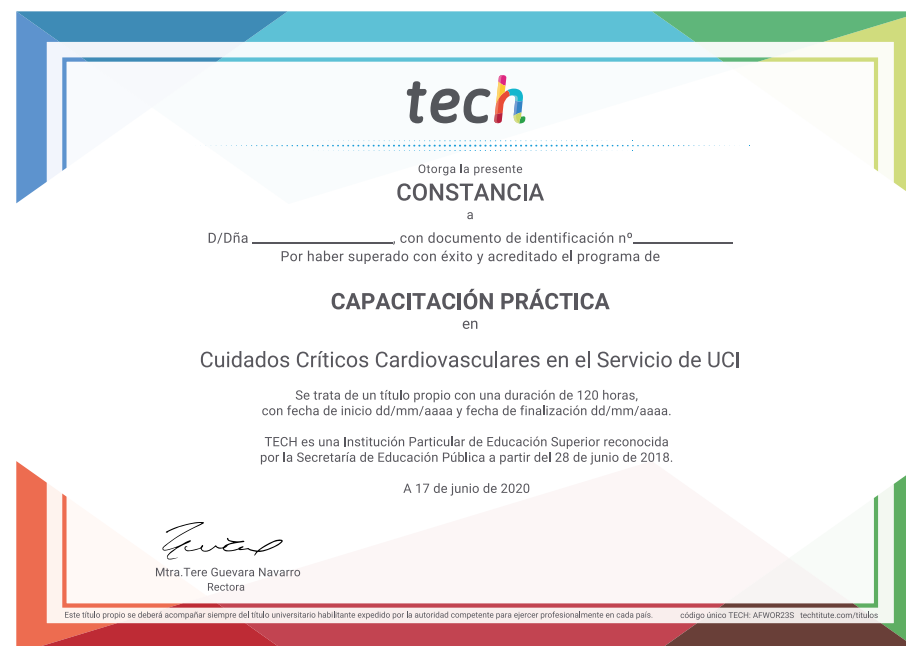 tech
Otorga la presente
CONSTANCIA
a
D/Dña ____________________, con documento de identificación nº______________
Por haber superado con éxito y acreditado el programa de
CAPACITACIÓN PRÁCTICA
en
Cuidados Críticos Cardiovasculares en el Servicio de UCI
Se trata de un título propio con una duración de 120 horas,
con fecha de inicio dd/mm/aaaa y fecha de finalización dd/mm/aaaa.
TECH es una Institución Particular de Educación Superior reconocida
por la Secretaría de Educación Pública a partir del 28 de junio de 2018.
A 17 de junio de 2020
Mtra.Tere Guevara Navarro
Rectora
Este título propio se deberá acompañar siempre del título universitario habilitante expedido por la autoridad competente para ejercer profesionalmente en cada país. código único TECH: AFWOR23S techtitute.com/titulos